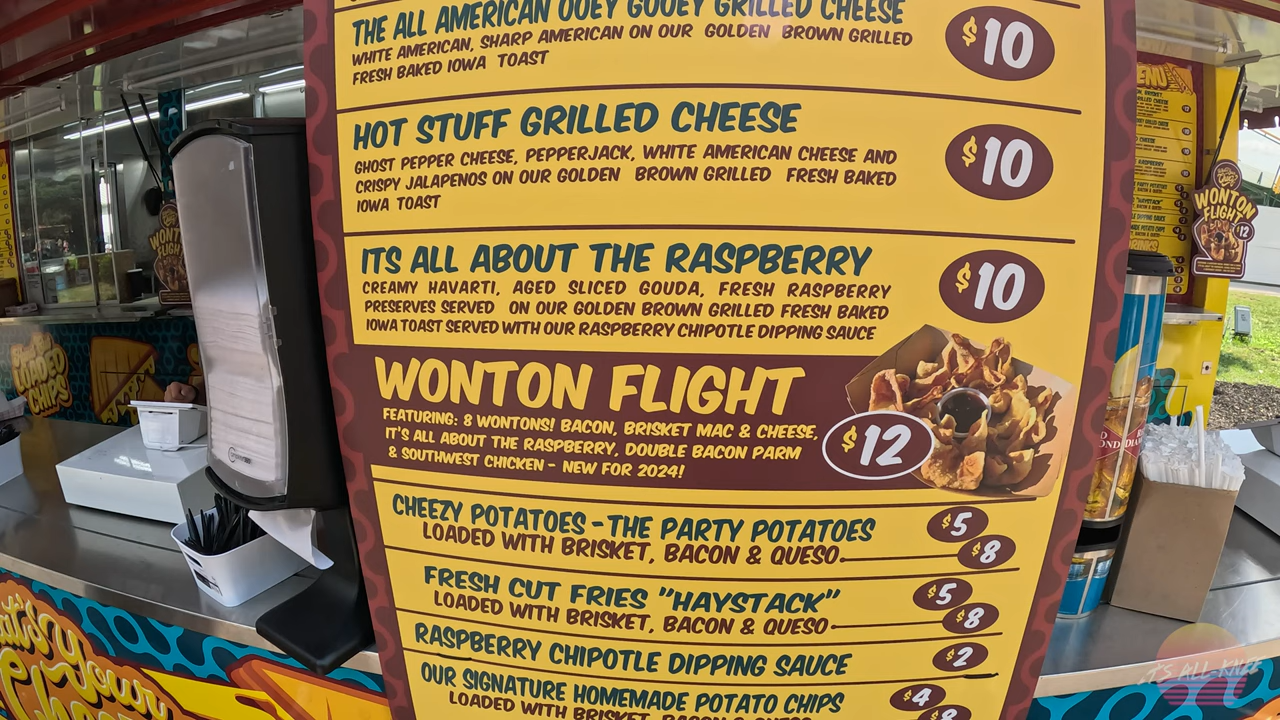 THE ALL AMERICAN OOEY GOOEY GRILLED CHEESE
$10
WHITE AMERICAN, SHARP AMERICAN ON OUR GOLDEN BROWN GRILLED
FRESH BAKED IOWA TOAST
HOT STUFF GRILLED CHEESE
$10
GHOST PEPPER CHEESE, PEPPERJACK, WHITE AMERICAN CHEESE AND
CRISPY JALAPENOS ON OUR GOLDEN BROWN GRILLED FRESH BAKED
IOWA TOAST
ITS ALL ABOUT THE RASPBERRY
$10
CREAMY HAVARTI, AGED SLICED GOUDA, FRESH RASPBERRY
PRESERVES SERVED ON OUR GOLDEN BROWN GRILLED FRESH BAKED
IOWA TOAST SERVED WITH OUR RASPBERRY CHIPOTLE DIPPING SAUCE
WONTON FLIGHT
FEATURING: 8 WONTONS! BACON, BRISKET MAC & CHEESE,
IT'S ALL ABOUT THE RASPBERRY, DOUBLE BACON PARM
& SOUTHWEST CHICKEN - NEW FOR 2024!
$12
CHEEZY POTATOES - THE PARTY POTATOES
$5
LOADED WITH BRISKET, BACON & QUESO
$8
FRESH CUT FRIES "HAYSTACK"
$5
LOADED WITH BRISKET, BACON & QUESO
$8
RASPBERRY CHIPOTLE DIPPING SAUCE
$2
OUR SIGNATURE HOMEMADE POTATO CHIPS
$4
LOADED WITH BRISKET, BACON & QUESO
$8
WONTON
FLIGHT
$12
WONTON
FLIGHT
LOADED
CHIPS
Your
IT'S ALL-KNEE